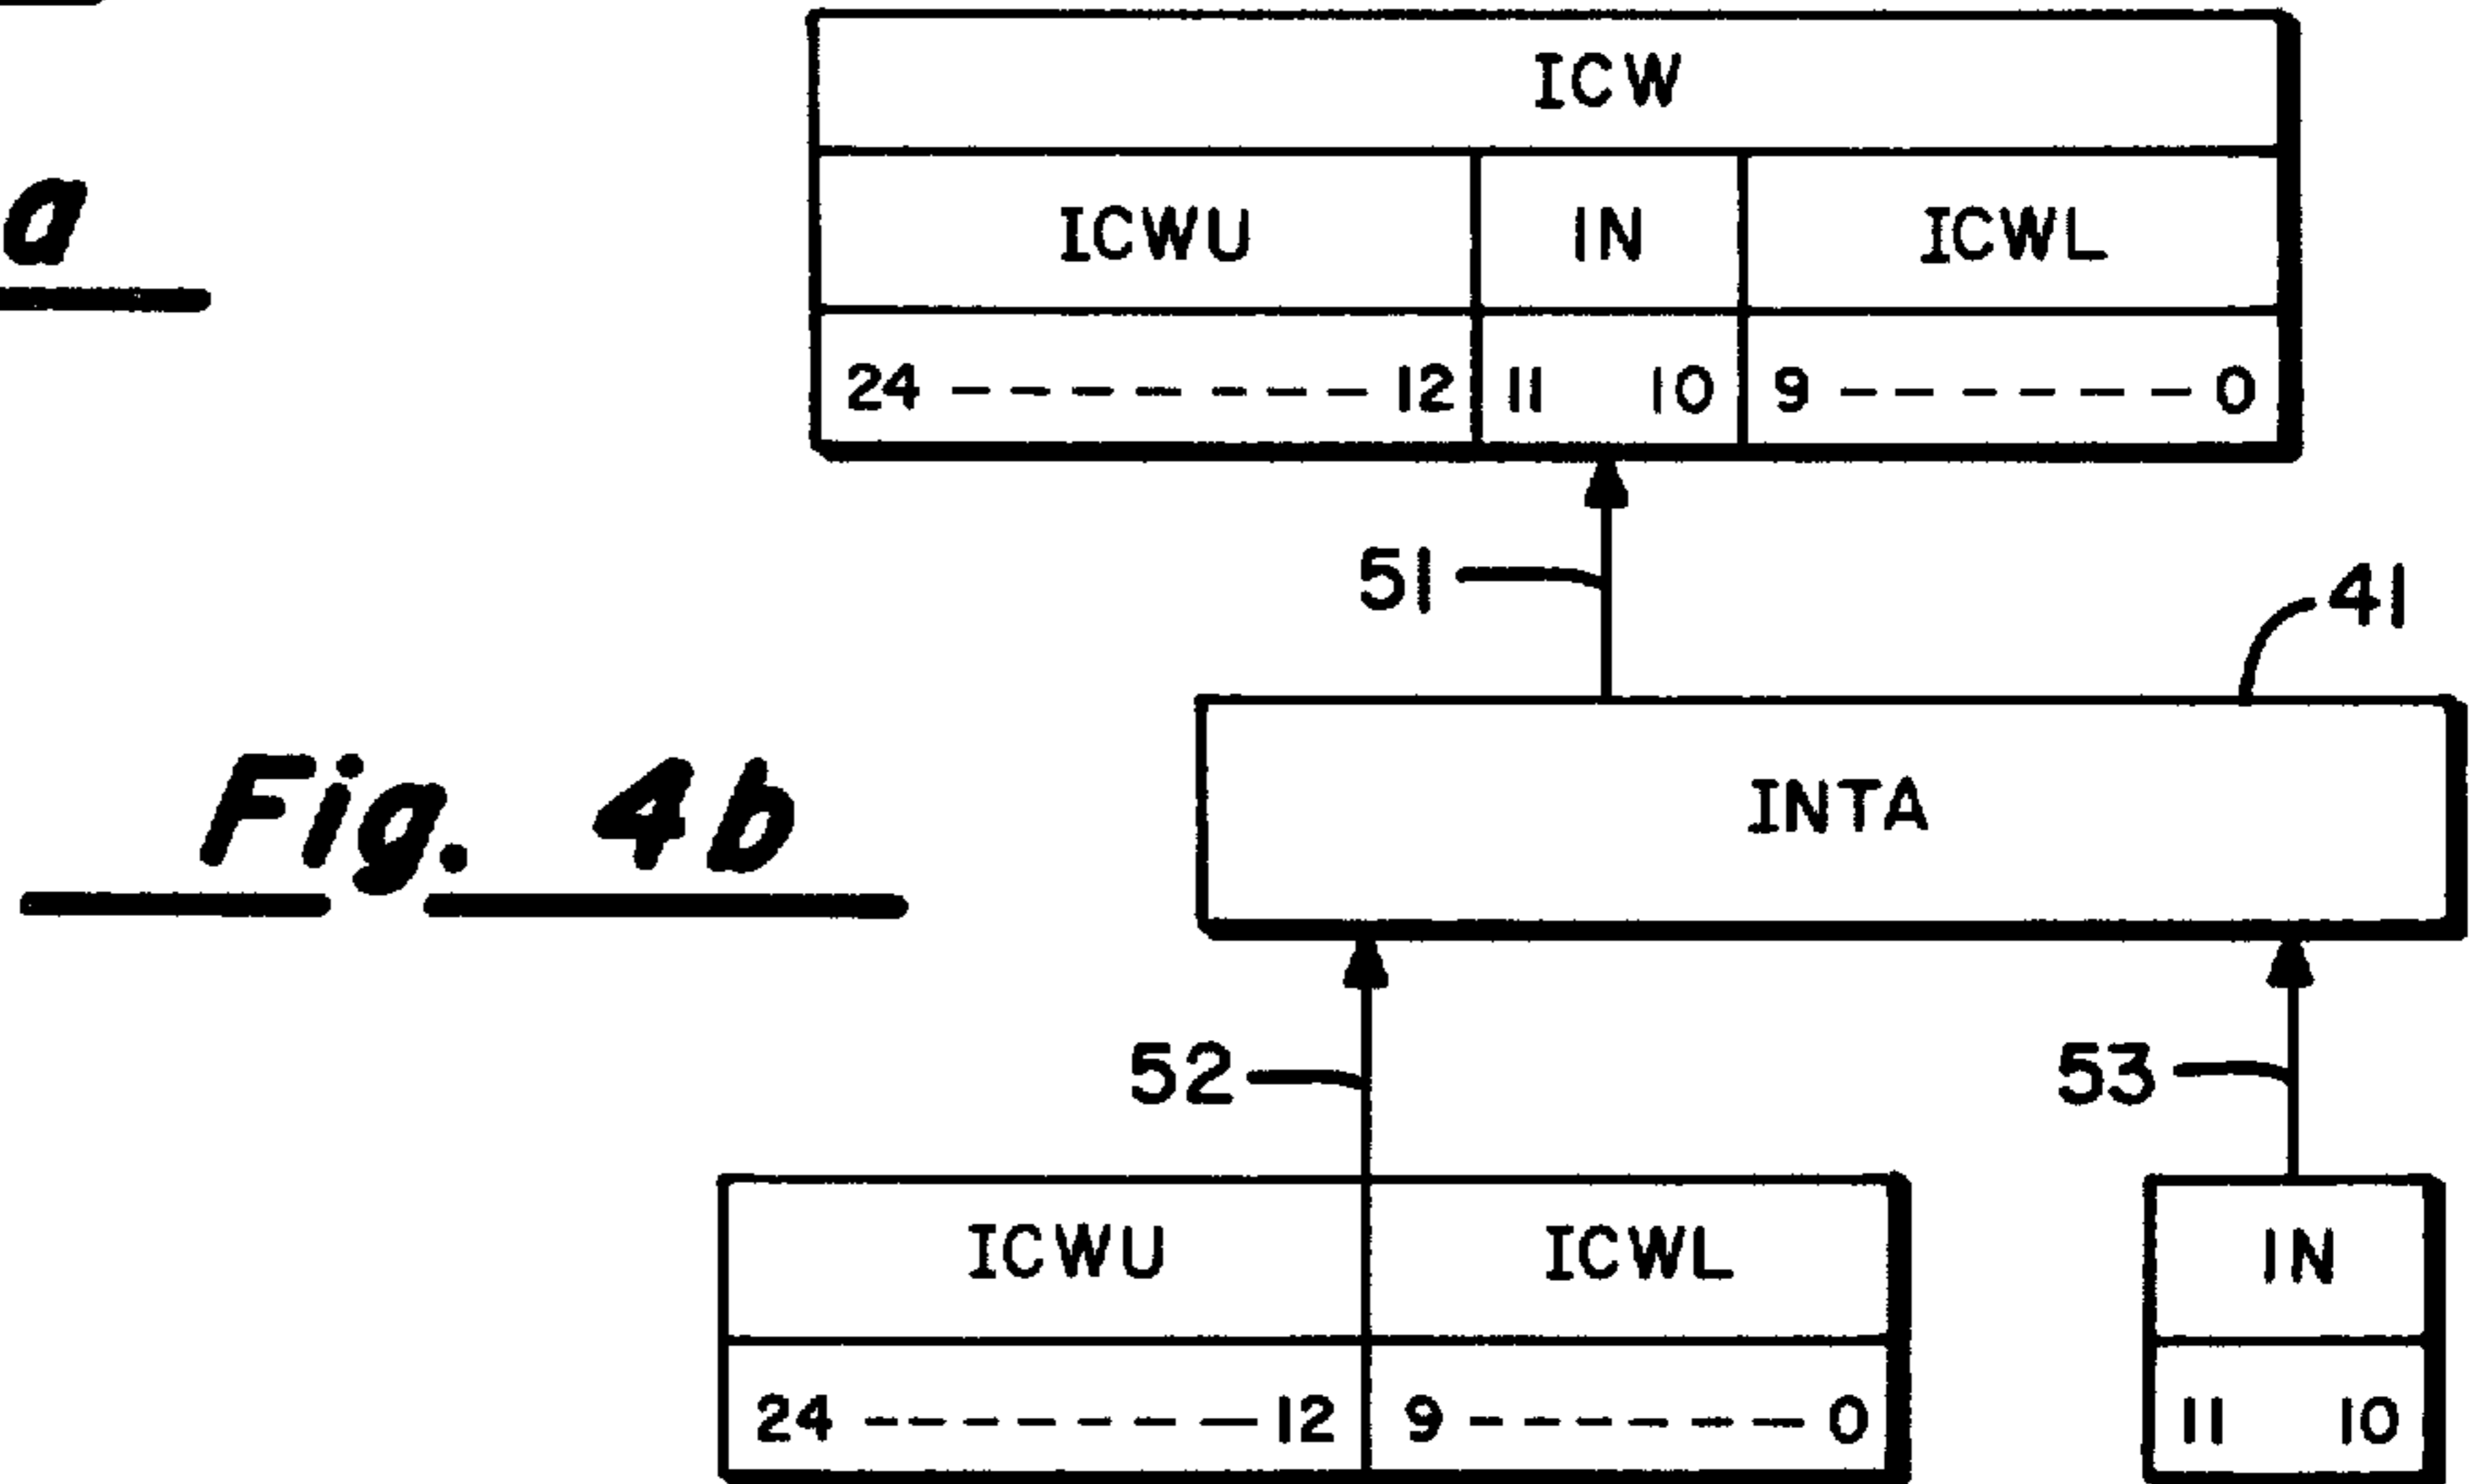 ICW
a
ICWU IN ICWL
24 - - - - - - - 12 11 10 9 - - - - - - 0
51
41
Fig. 4b
INTA
52
53
ICWU ICWL IN
24 - - - - - - - 12 9 - - - - - - 0 11 10